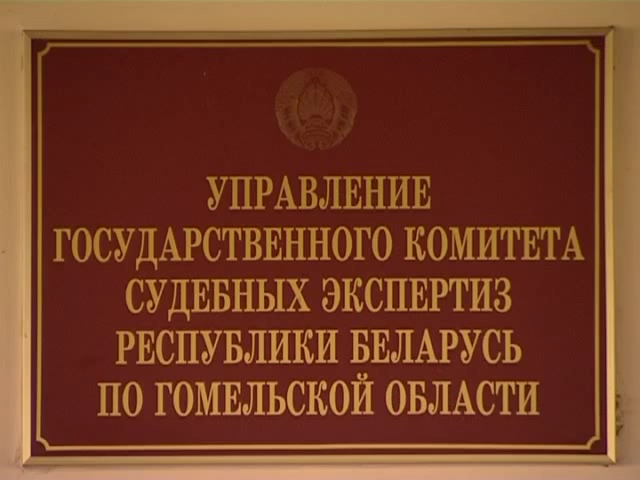 УПРАВЛЕНИЕ
ГОСУДАРСТВЕННОГО КОМИТЕТА
СУДЕБНЫХ ЭКСПЕРТИЗ
РЕСПУБЛИКИ БЕЛАРУСЬ
ПО ГОМЕЛЬСКОЙ ОБЛАСТИ